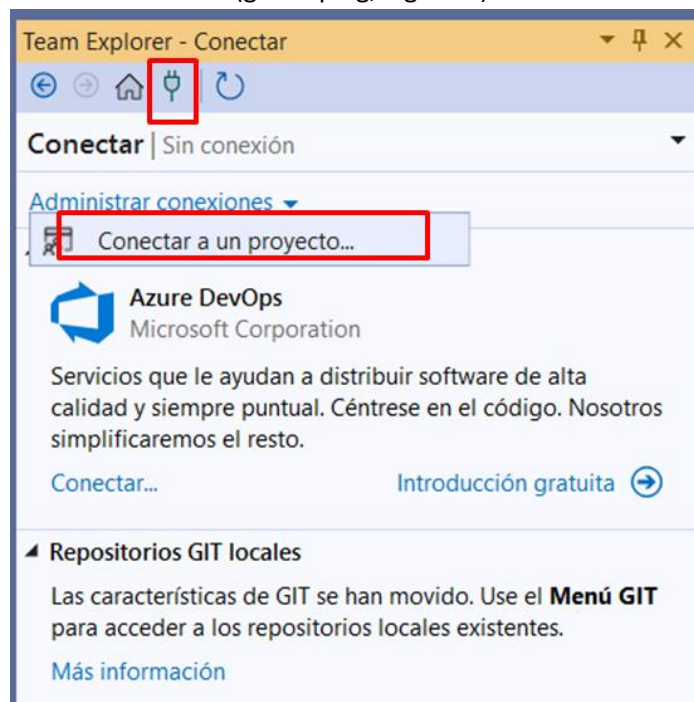 Team Explorer - Conectar
Conectar | Sin conexión
Administrar conexiones
Conectar a un proyecto...
Azure DevOps
Microsoft Corporation
Servicios que le ayudan a distribuir software de alta
calidad y siempre puntual. Céntrese en el código. Nosotros
simplificaremos el resto.
Conectar... Introducción gratuita
Repositorios GIT locales
Las características de GIT se han movido. Use el Menú GIT
para acceder a los repositorios locales existentes.
Más información